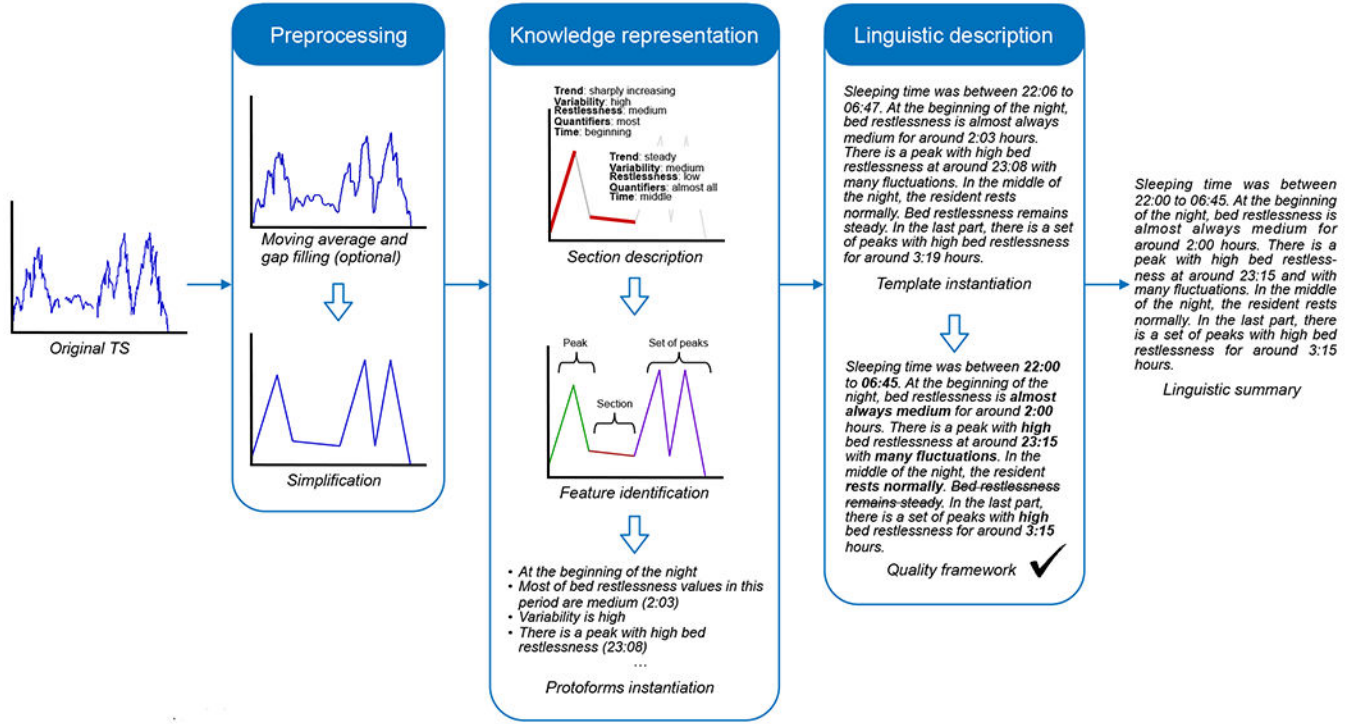 Original TS
Preprocessing
Moving average and
gap filling (optional)
Simplification
Knowledge representation
Trend: sharply increasing
Variability: high
Restlessness: medium
Quantifiers: most
Time: beginning
Trend: steady
Variability: medium
Restlessness: low
Quantifiers: almost all
Time: middle
Section description
Peak
Set of peaks
Section
Feature identification
• At the beginning of the night
• Most of bed restlessness values in this
period are medium (2:03)
• Variability is high
• There is a peak with high bed
restlessness (23:08)
...
Protoforms instantiation
Linguistic description
Sleeping time was between 22:06 to
06:47. At the beginning of the night,
bed restlessness is almost always
medium for around 2:03 hours.
There is a peak with high bed
restlessness at around 23:08 with
many fluctuations. In the middle of
the night, the resident rests
normally. Bed restlessness remains
steady. In the last part, there is a set
of peaks with high bed restlessness
for around 3:19 hours.
Template instantiation
Sleeping time was between 22:00
to 06:45. At the beginning of the
night, bed restlessness is almost
always medium for around 2:00
hours. There is a peak with high
bed restlessness at around 23:15
with many fluctuations. In the
middle of the night, the resident
rests normally. Bed restlessness
remains steady. In the last part,
there is a set of peaks with high
bed restlessness for around 3:15
hours.
Quality framework
Sleeping time was between
22:00 to 06:45. At the beginning
of the night, bed restlessness is
almost always medium for
around 2:00 hours. There is a
peak with high bed restless-
ness at around 23:15 and with
many fluctuations. In the middle
of the night, the resident rests
normally. In the last part, there
is a set of peaks with high bed
restlessness for around 3:15
hours.
Linguistic summary